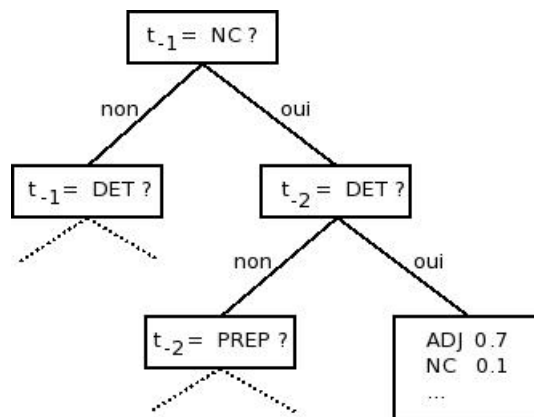 t-1 = NC ?
non
oui
t-1 = DET ?
t-2 = DET ?
non
oui
t-2 = PREP ?
ADJ 0.7
NC 0.1
...